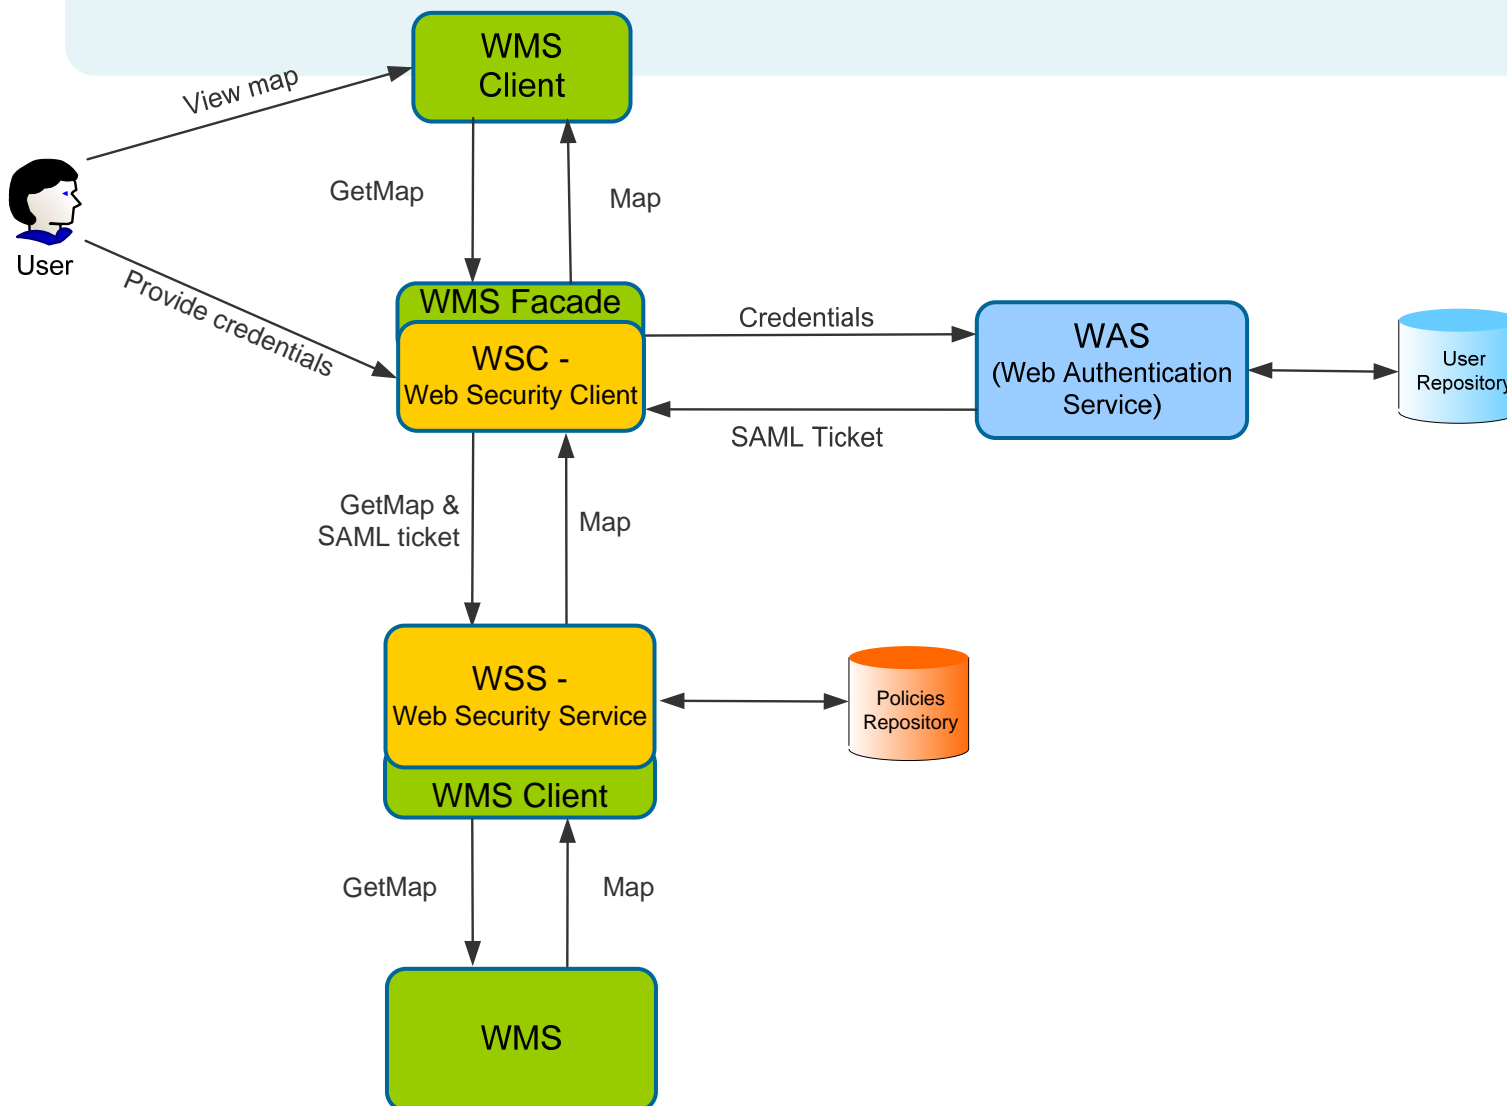 WMS
Client
View map
GetMap
Map
User
Provide credentials
WMS Facade
WSC -
Web Security Client
Credentials
SAML Ticket
WAS
(Web Authentication
Service)
User
Repository
GetMap &
SAML ticket
Map
WSS -
Web Security Service
WMS Client
Policies
Repository
GetMap
Map
WMS